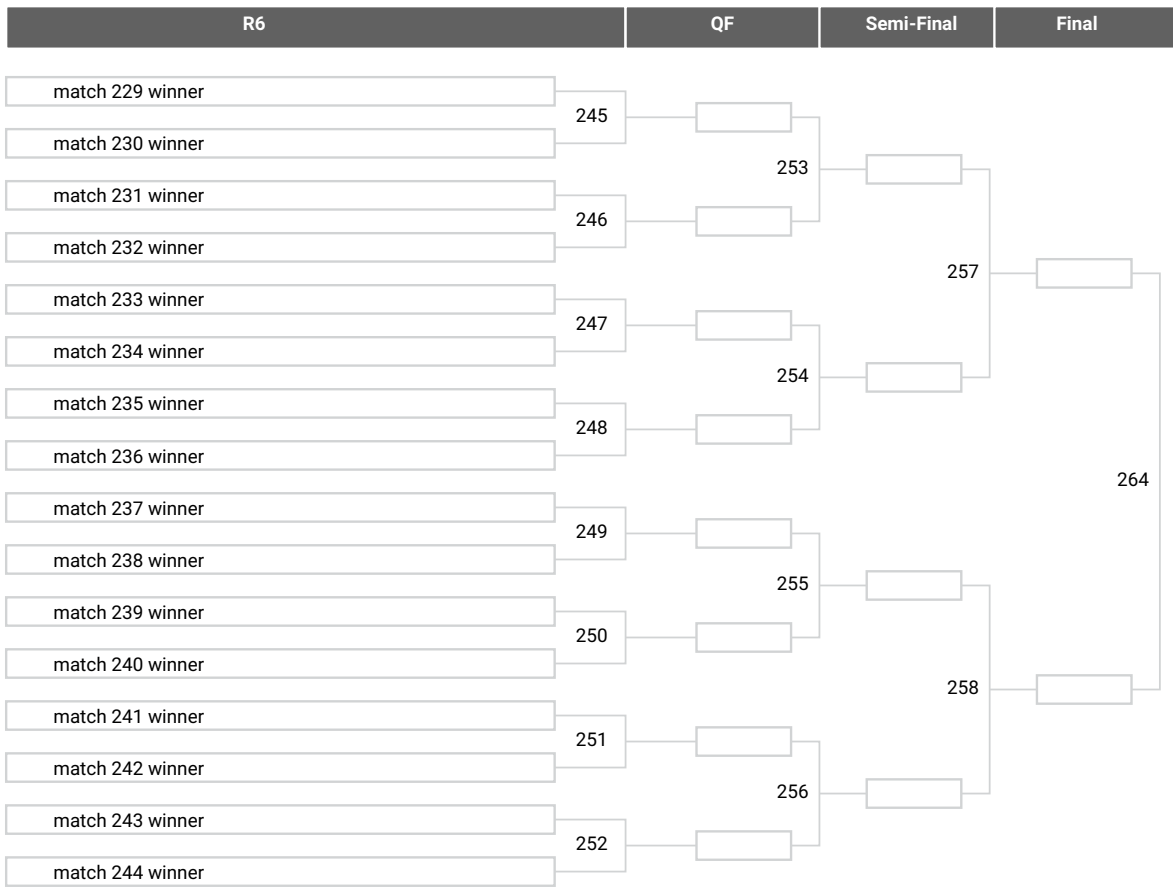 R6 QF Semi-Final Final
match 229 winner
245
match 230 winner
253
match 231 winner
246
match 232 winner
257
match 233 winner
247
match 234 winner
254
match 235 winner
248
match 236 winner
264
match 237 winner
249
match 238 winner
255
match 239 winner
250
match 240 winner
258
match 241 winner
251
match 242 winner
256
match 243 winner
252
match 244 winner